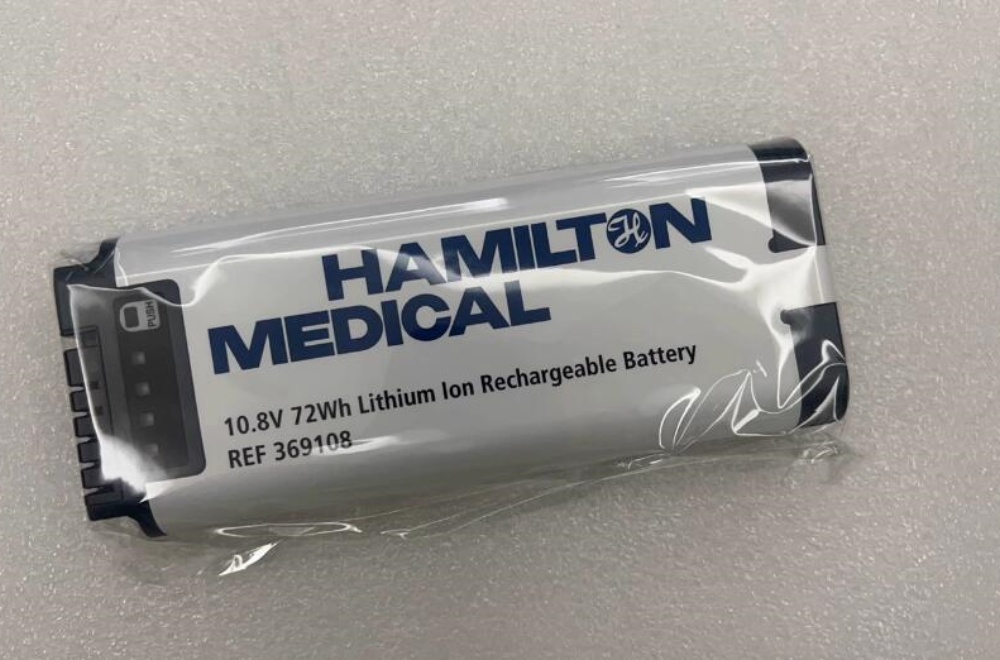 HAMILTON
MEDICAL
10.8V 72Wh Lithium Ion Rechargeable Battery
REF 369108
PUSH